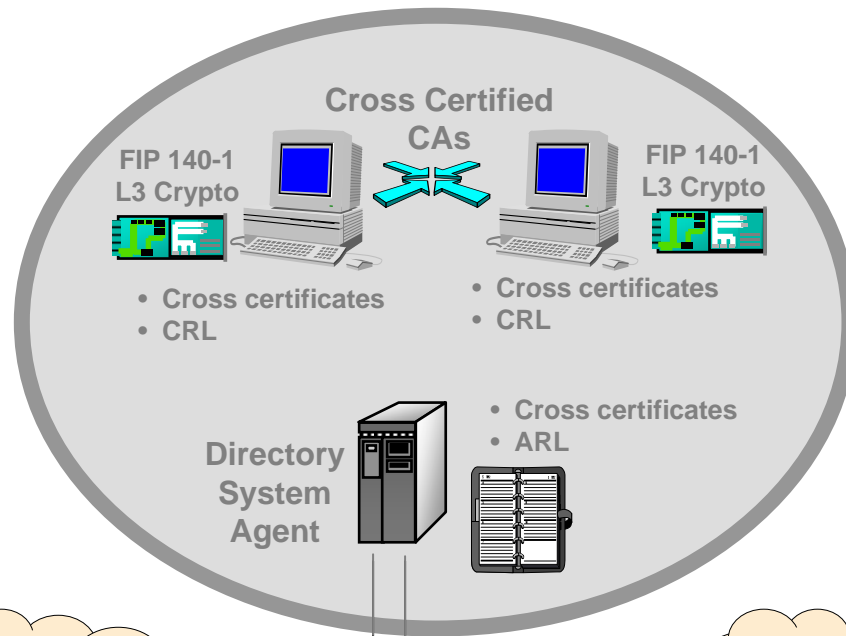 Cross Certified
CAs
FIP 140-1
L3 Crypto
FIP 140-1
L3 Crypto
• Cross certificates
• CRL
• Cross certificates
• CRL
• Cross certificates
• ARL
Directory
System
Agent